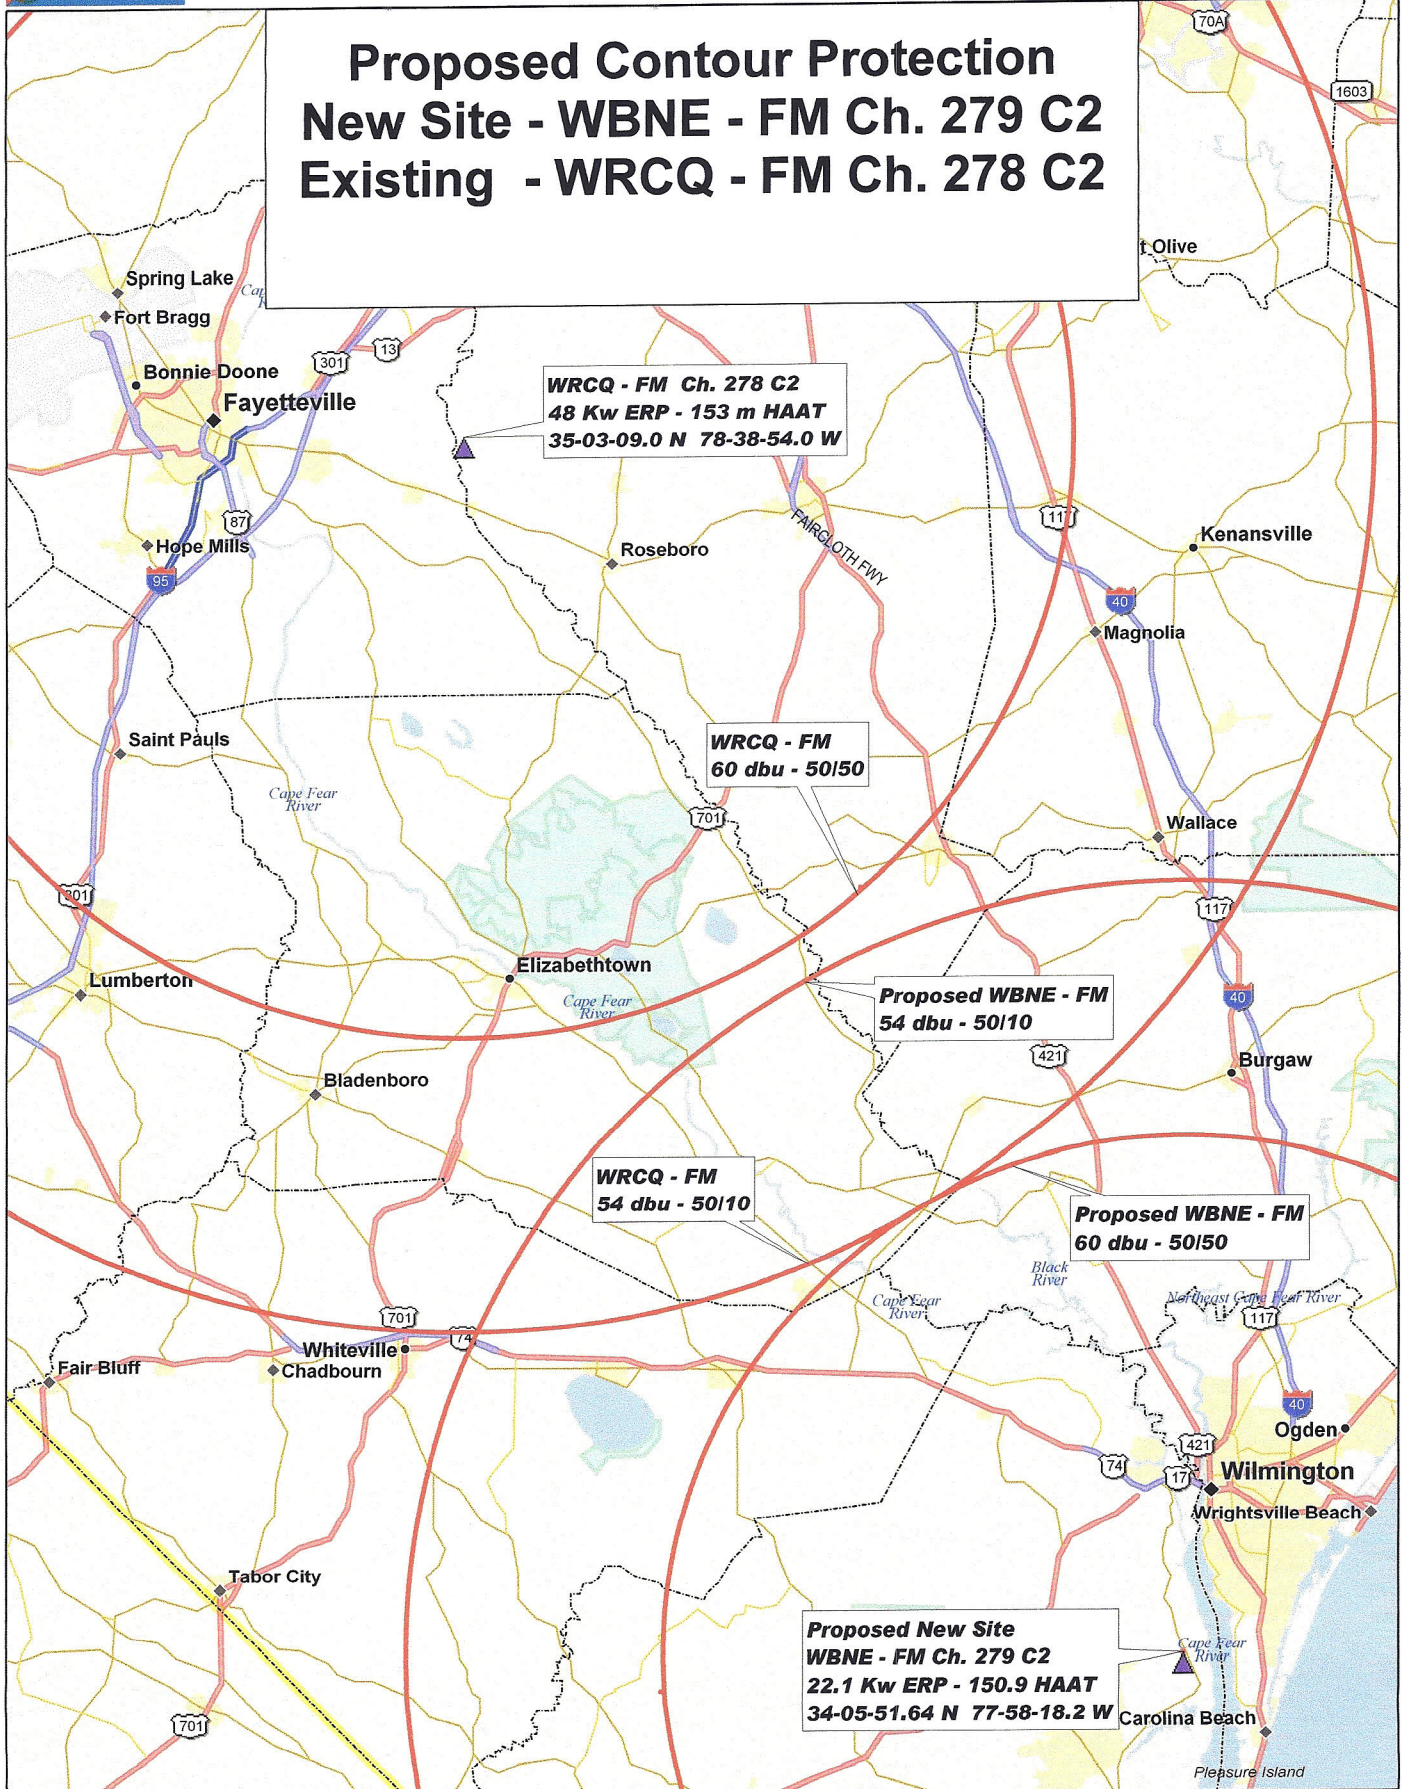 Proposed Contour Protection
New Site - WBNE - FM Ch. 279 C2
Existing - WRCQ - FM Ch. 278 C2
70A
1603
t Olive
Spring Lake
Cap
Fort Bragg
301
13
Bonnie Doone
Fayetteville
WRCQ - FM Ch. 278 C2
48 Kw ERP - 153 m HAAT
35-03-09.0 N 78-38-54.0 W
87
Hope Mills
95
Roseboro
FAIRCLOTH FWY
117
Kenansville
40
Magnolia
Saint Pauls
WRCQ - FM
60 dbu - 50/50
Cape Fear
River
701
Wallace
301
117
Lumberton
Elizabethtown
Cape Fear
River
Proposed WBNE - FM
54 dbu - 50/10
40
421
Burgaw
Bladenboro
WRCQ - FM
54 dbu - 50/10
Proposed WBNE - FM
60 dbu - 50/50
Black
River
Cape Fear
River
Northeast Cape Fear River
117
701
74
Whiteville
Fair Bluff
Chadbourn
40
Ogden
421
74
17
Wilmington
Wrightsville Beach
Tabor City
Proposed New Site
WBNE - FM Ch. 279 C2
22.1 Kw ERP - 150.9 HAAT
34-05-51.64 N 77-58-18.2 W
Cape Fear
River
701
Carolina Beach
Pleasure Island